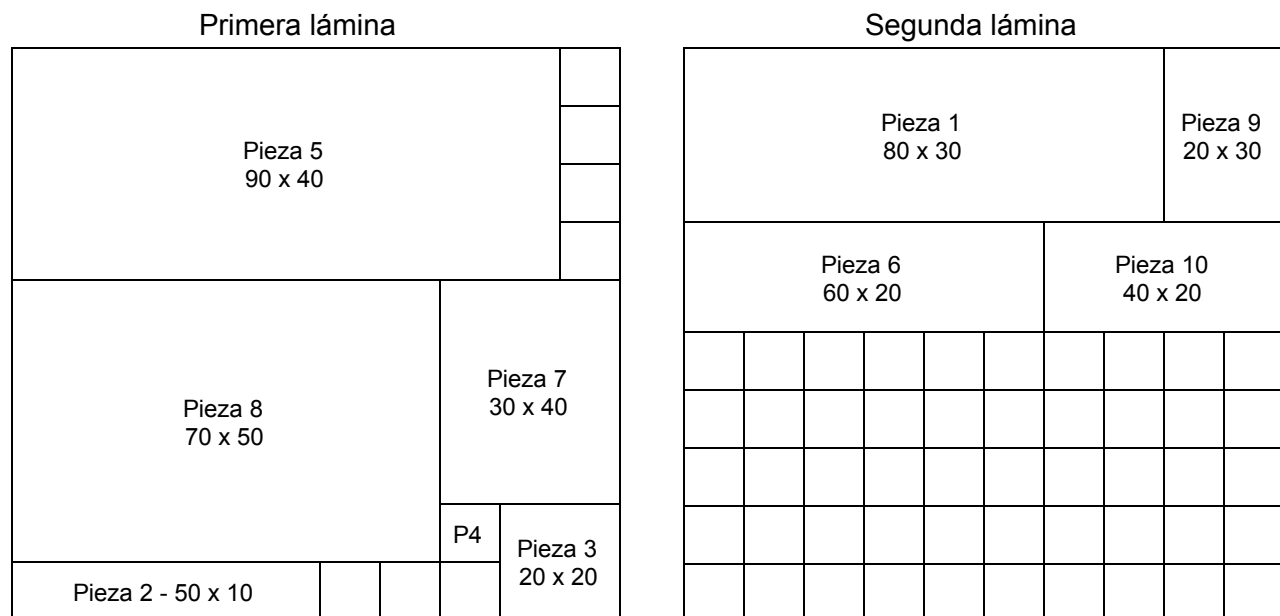 Primera lámina
Pieza 5
90 x 40
Pieza 8
70 x 50
Pieza 7
30 x 40
P4
Pieza 3
20 x 20
Pieza 2 - 50 x 10
Segunda lámina
Pieza 1
80 x 30
Pieza 9
20 x 30
Pieza 6
60 x 20
Pieza 10
40 x 20